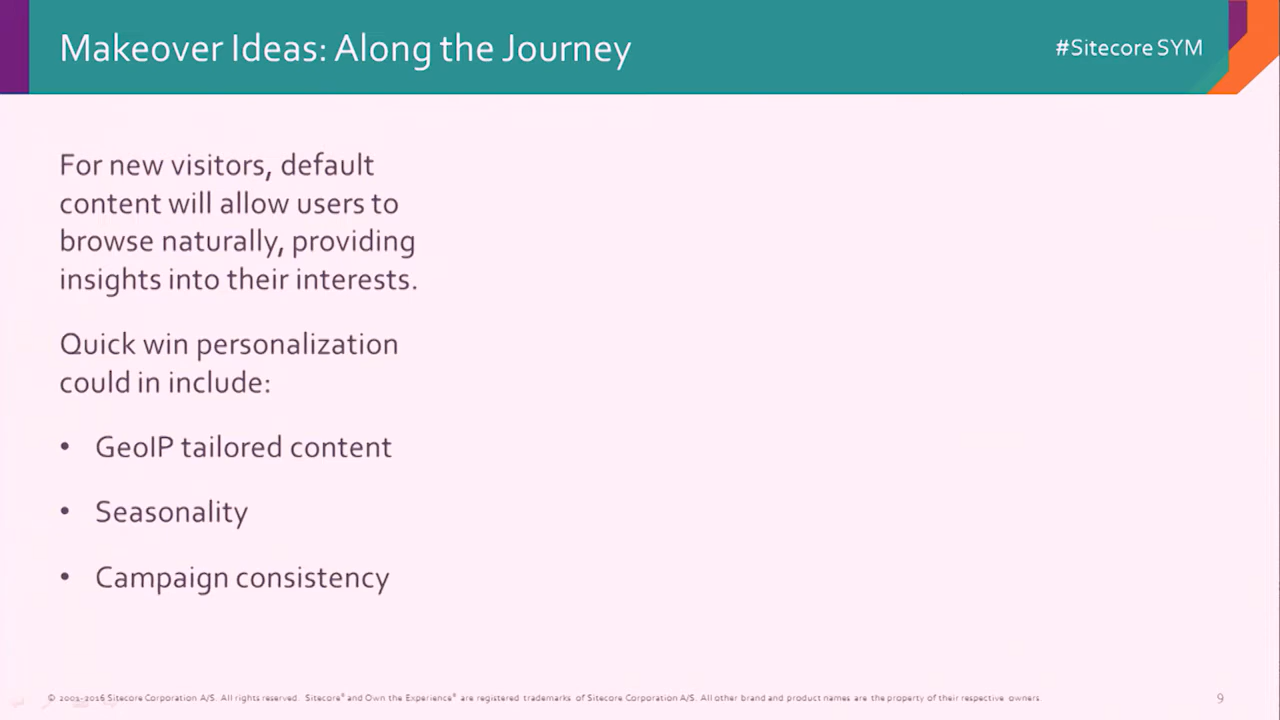 Makeover Ideas: Along the Journey
#Sitecore SYM
For new visitors, default
content will allow users to
browse naturally, providing
insights into their interests.
Quick win personalization
could in include:
• GeoIP tailored content
• Seasonality
• Campaign consistency
© 2001-2016 Sitecore Corporation A/S. All rights reserved. Sitecore® and Own the Experience® are registered trademarks of Sitecore Corporation A/S. All other brand and product names are the property of their respective owners.
9